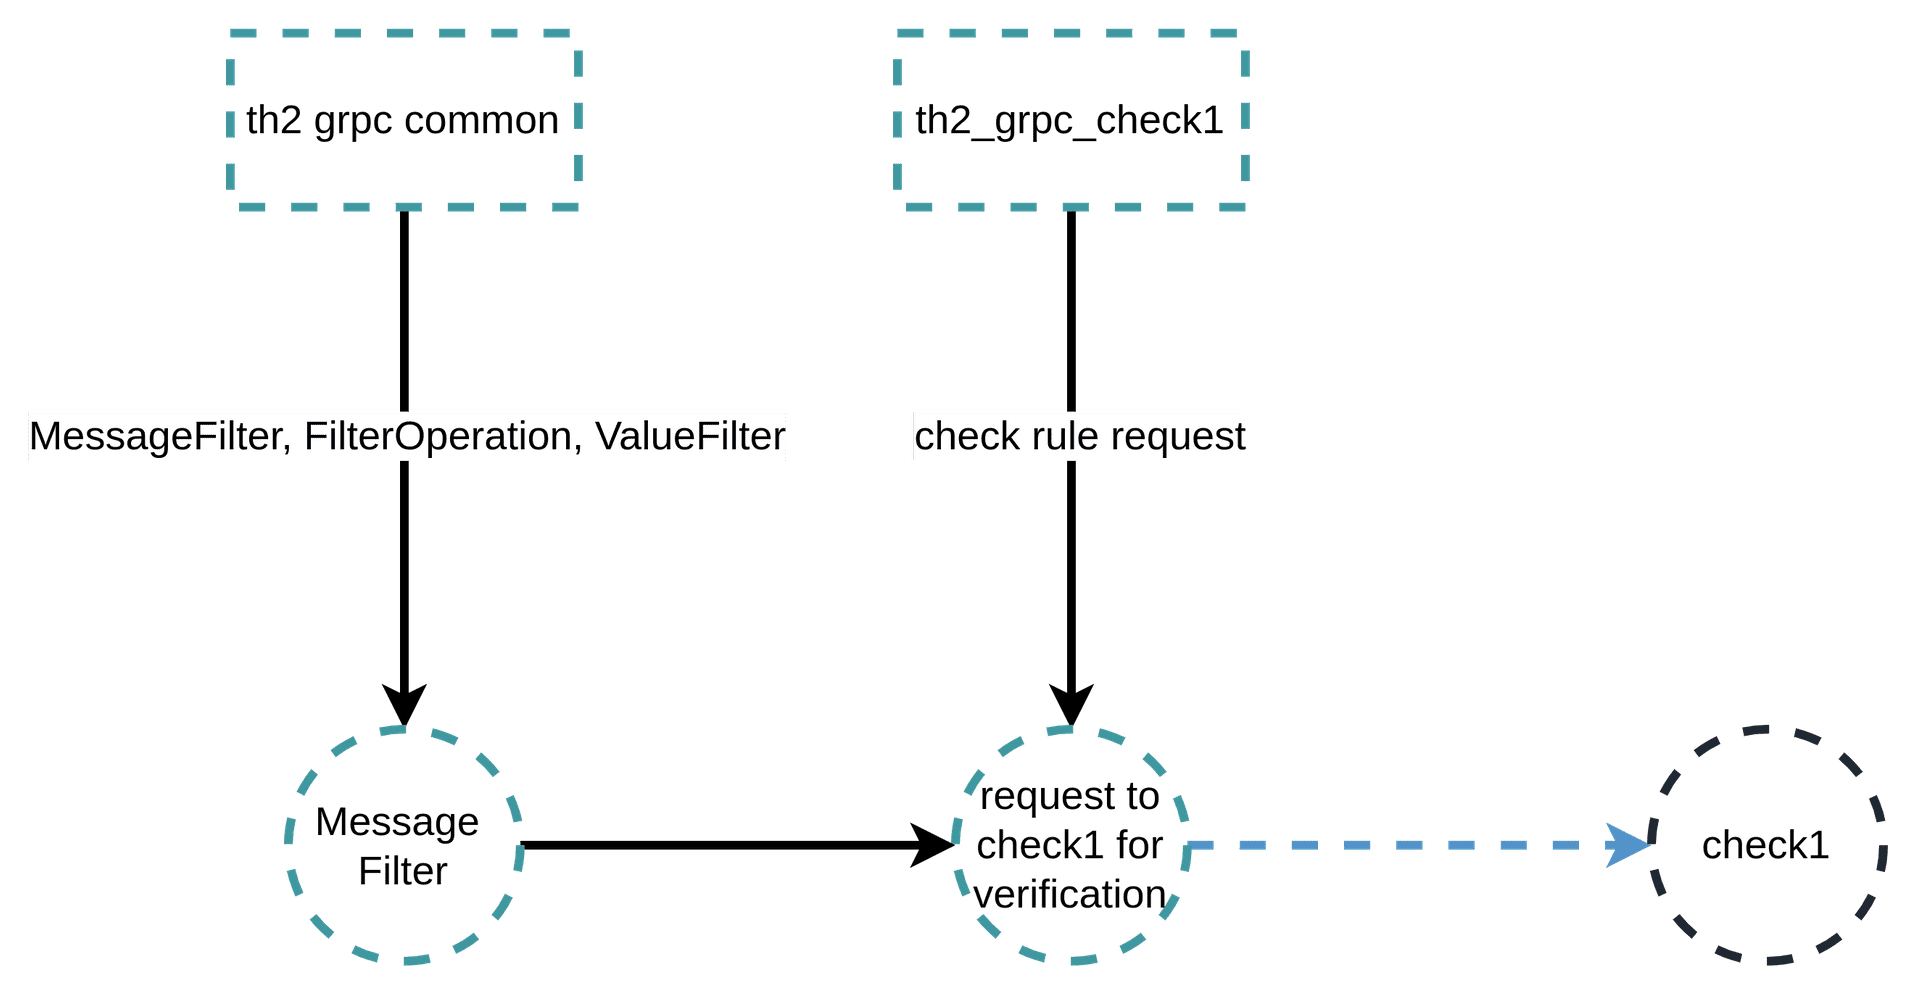 th2 grpc common
th2_grpc_check1
MessageFilter, FilterOperation, ValueFilter
check rule request
Message
Filter
request to
check1 for
verification
check1